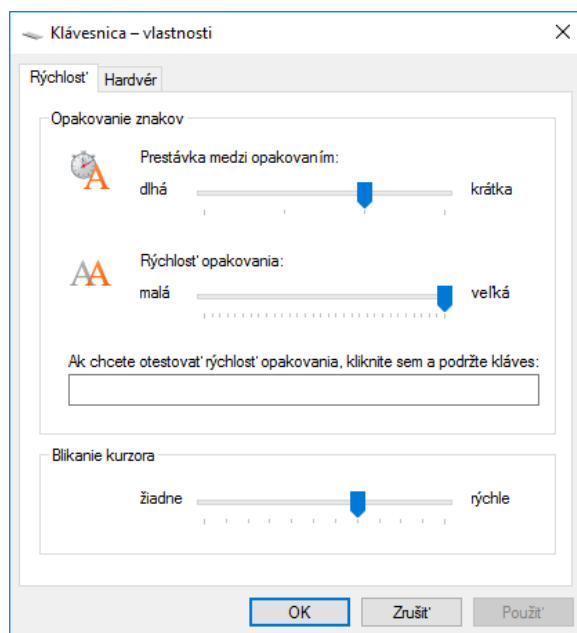 Klávesnica – vlastnosti
Rýchlosť Hardvér
Opakovanie znakov
Prestávka medzi opakovaním:
dlhá krátka
Rýchlosť opakovania:
malá veľká
Ak chcete otestovať rýchlosť opakovania, kliknite sem a podržte kláves:
Blikanie kurzora
žiadne rýchle
OK Zrušiť Použiť